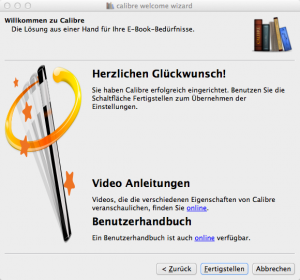 calibre welcome wizard
Willkommen zu Calibre
Die Lösung aus einer Hand für Ihre E-Book-Bedürfnisse.
Herzlichen Glückwunsch!
Sie haben Calibre erfolgreich eingerichtet. Benutzen Sie die
Schaltfläche Fertigstellen zum Übernehmen der
Einstellungen.
Video Anleitungen
Videos, die die verschiedenen Eigenschaften von Calibre
veranschaulichen, finden Sie online.
Benutzerhandbuch
Ein Benutzerhandbuch ist auch online verfügbar.
< Zurück Fertigstellen Abbrechen